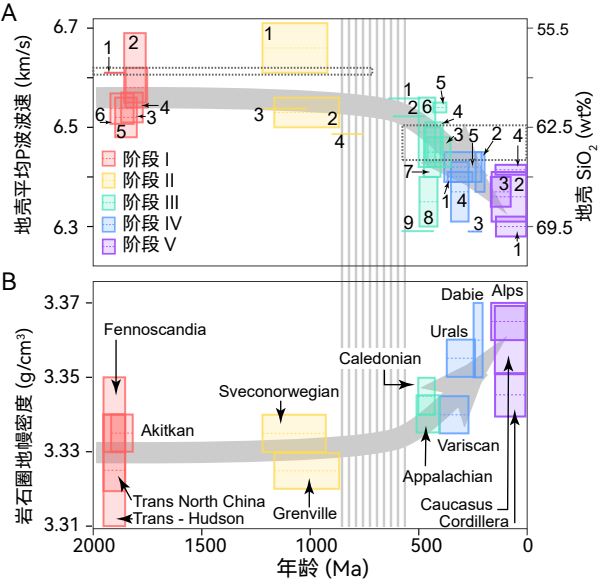 A
地壳平均P波波速 (km/s)
6.7
6.5
6.3
55.5
62.5
69.5
地壳 SiO2 (wt%)
1
2
3
4
5
6
1
2
3
4
1
2
3
4
5
6
7
8
9
1
2
3
4
5
1
2
3
4
阶段 I
阶段 II
阶段 III
阶段 IV
阶段 V
B
岩石圈地幔密度 (g/cm³)
3.37
3.35
3.33
3.31
Fennoscandia
Akitkan
Trans North China
Trans - Hudson
Sveconorwegian
Grenville
Caledonian
Appalachian
Dabie
Urals
Variscan
Alps
Caucasus
Cordillera
2000
1500
1000
500
0
年龄 (Ma)